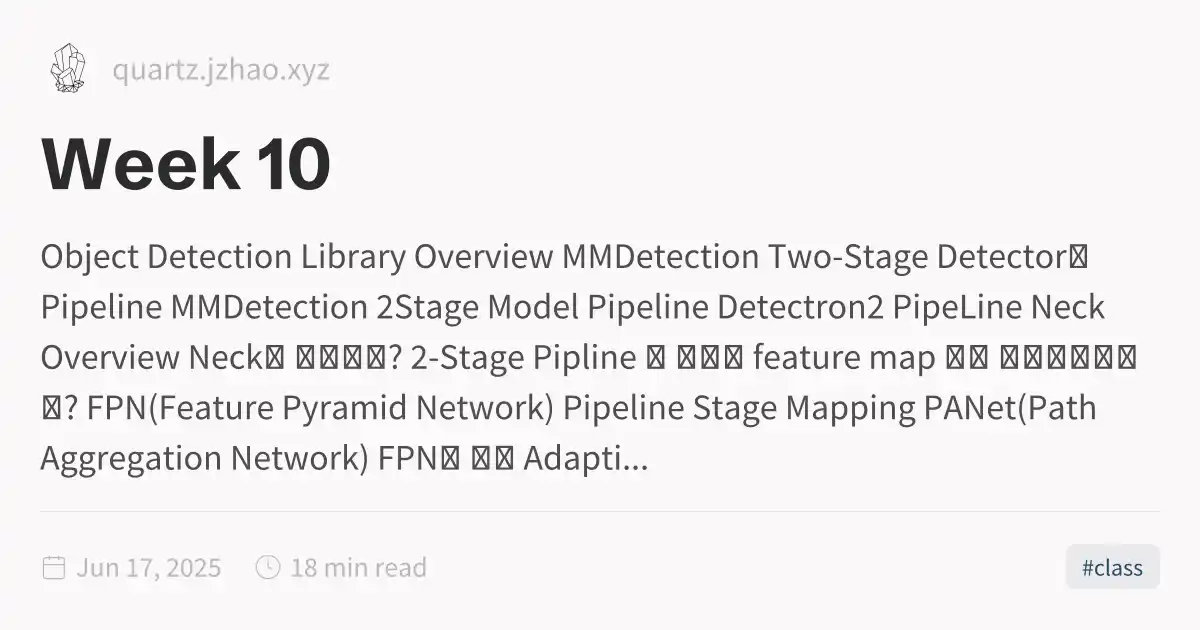 quartz.jzhao.xyz
Week 10
Object Detection Library Overview MMDetection Two-Stage Detector
Pipeline MMDetection 2Stage Model Pipeline Detectron2 PipeLine Neck
Overview Neck ? 2-Stage Pipline feature map
? FPN(Feature Pyramid Network) Pipeline Stage Mapping PANet(Path
Aggregation Network) FPN Adapti...
Jun 17, 2025
18 min read
#class